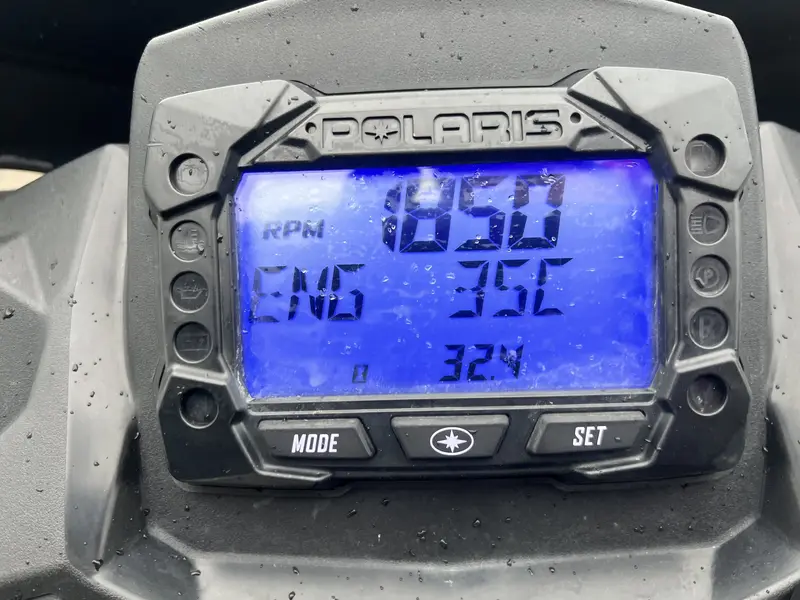 POLARIS
RPM 1850
ENG 35C
0 32.4
MODE SET